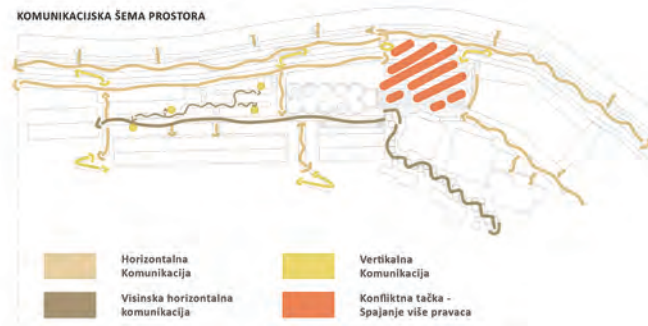 KOMUNIKACIJSKA ŠEMA PROSTORA
Horizontalna
Komunikacija
Vertikalna
Komunikacija
Visinska horizontalna
komunikacija
Konfliktna tačka -
Spajanje više pravaca